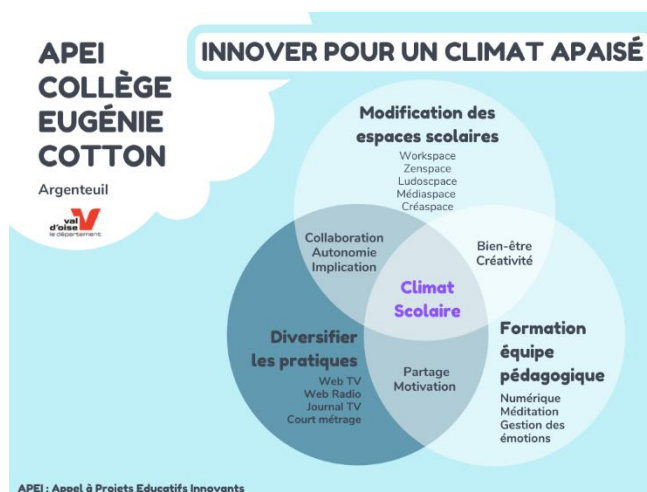 APEI
COLLÈGE
EUGÉNIE
COTTON
Argenteuil
val
d'oise
le département
INNOVER POUR UN CLIMAT APAISÉ
Modification des
espaces scolaires
Workspace
Zenspace
Ludoscpace
Médiaspace
Créaspace
Collaboration
Autonomie
Implication
Bien-être
Créativité
Climat
Scolaire
Diversifier
les pratiques
Web TV
Web Radio
Journal TV
Court métrage
Partage
Motivation
Formation
équipe
pédagogique
Numérique
Méditation
Gestion des
émotions
APEI : Appel à Projets Educatifs Innovants